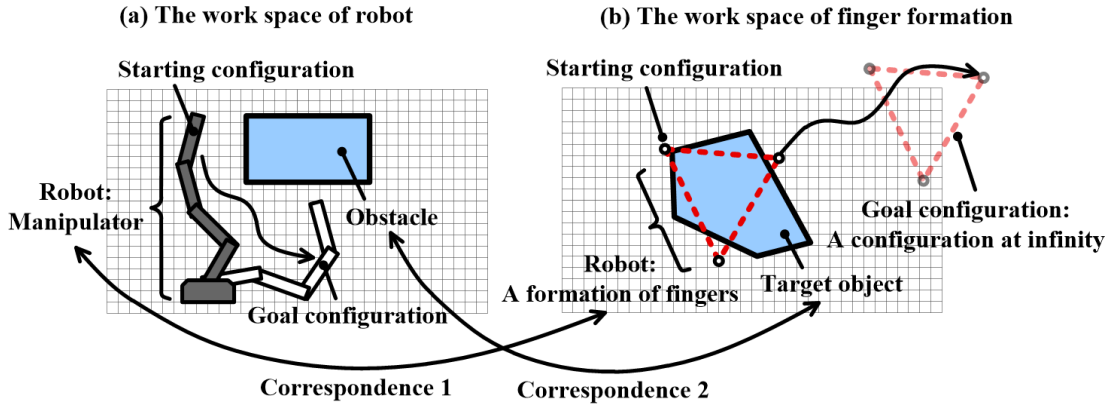 (a) The work space of robot
(b) The work space of finger formation
Starting configuration
Robot:
Manipulator
Obstacle
Goal configuration
Starting configuration
Goal configuration:
A configuration at infinity
Robot:
A formation of fingers
Target object
Correspondence 1
Correspondence 2